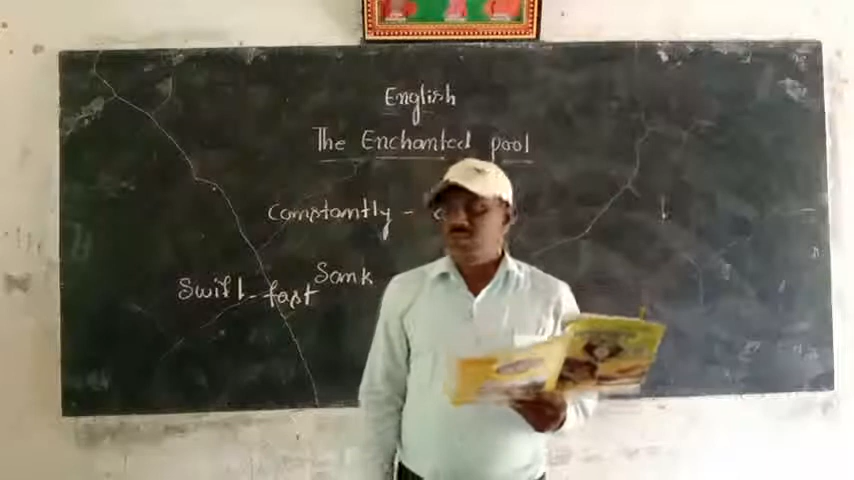 English
The Enchanted pool
Constantly -
Sank
Swift - fast